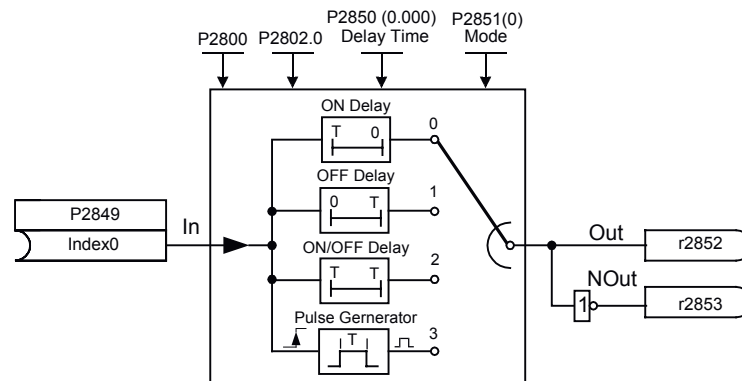 P2800
P2802.0
P2850 (0.000)
Delay Time
P2851(0)
Mode
ON Delay
T 0
0
OFF Delay
0 T
1
P2849
Index0
In
ON/OFF Delay
T T
2
Pulse Gernerator
T
3
Out
r2852
NOut
1
r2853